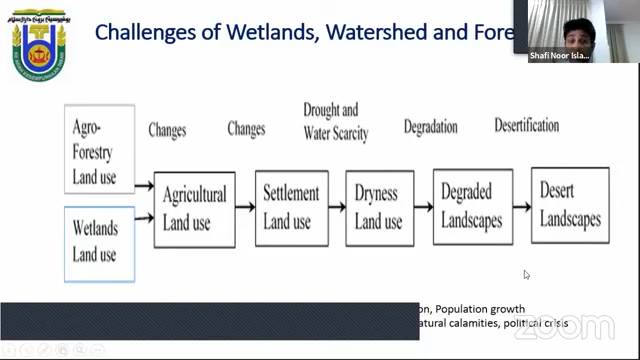 Challenges of Wetlands, Watershed and Fore
Shafi Noor Isla...
Agro-
Forestry
Land use
Changes
Changes
Drought and
Water Scarcity
Degradation
Desertification
Wetlands
Land use
Agricultural
Land use
Settlement
Land use
Dryness
Land use
Degraded
Landscapes
Desert
Landscapes
on, Population growth
atural calamities, political crisis
zoom